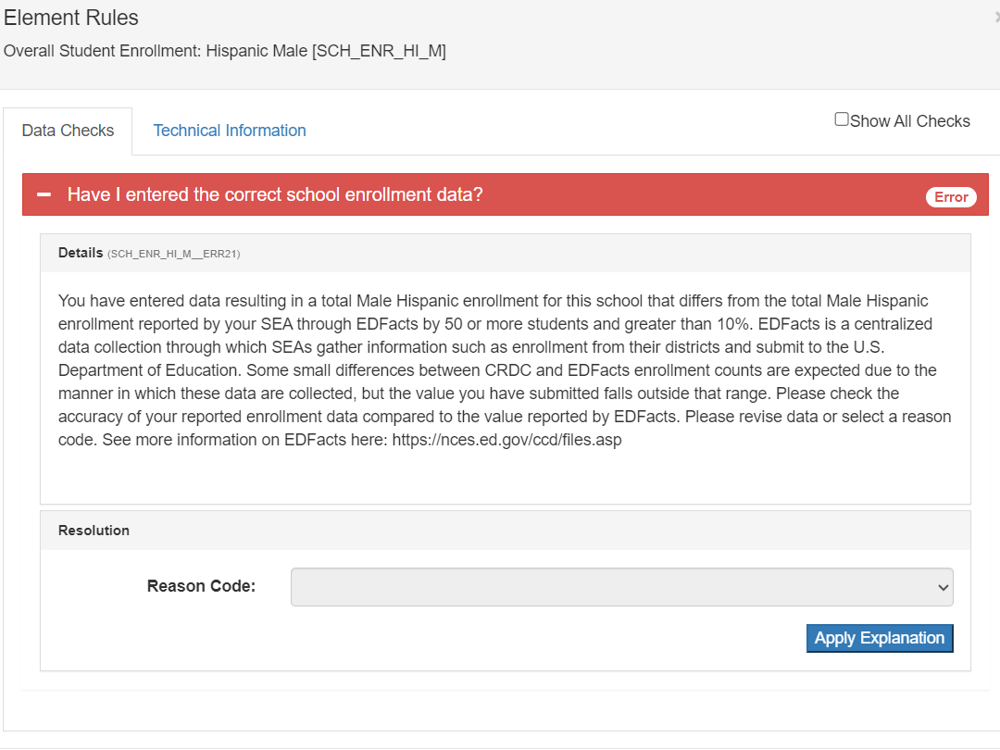 Element Rules
Overall Student Enrollment: Hispanic Male [SCH_ENR_HI_M]
Data Checks
Technical Information
Show All Checks
Have I entered the correct school enrollment data?
Error
Details (SCH_ENR_HI_M__ERR21)
You have entered data resulting in a total Male Hispanic enrollment for this school that differs from the total Male Hispanic
enrollment reported by your SEA through EDFacts by 50 or more students and greater than 10%. EDFacts is a centralized
data collection through which SEAs gather information such as enrollment from their districts and submit to the U.S.
Department of Education. Some small differences between CRDC and EDFacts enrollment counts are expected due to the
manner in which these data are collected, but the value you have submitted falls outside that range. Please check the
accuracy of your reported enrollment data compared to the value reported by EDFacts. Please revise data or select a reason
code. See more information on EDFacts here: https://nces.ed.gov/ccd/files.asp
Resolution
Reason Code:
Apply Explanation